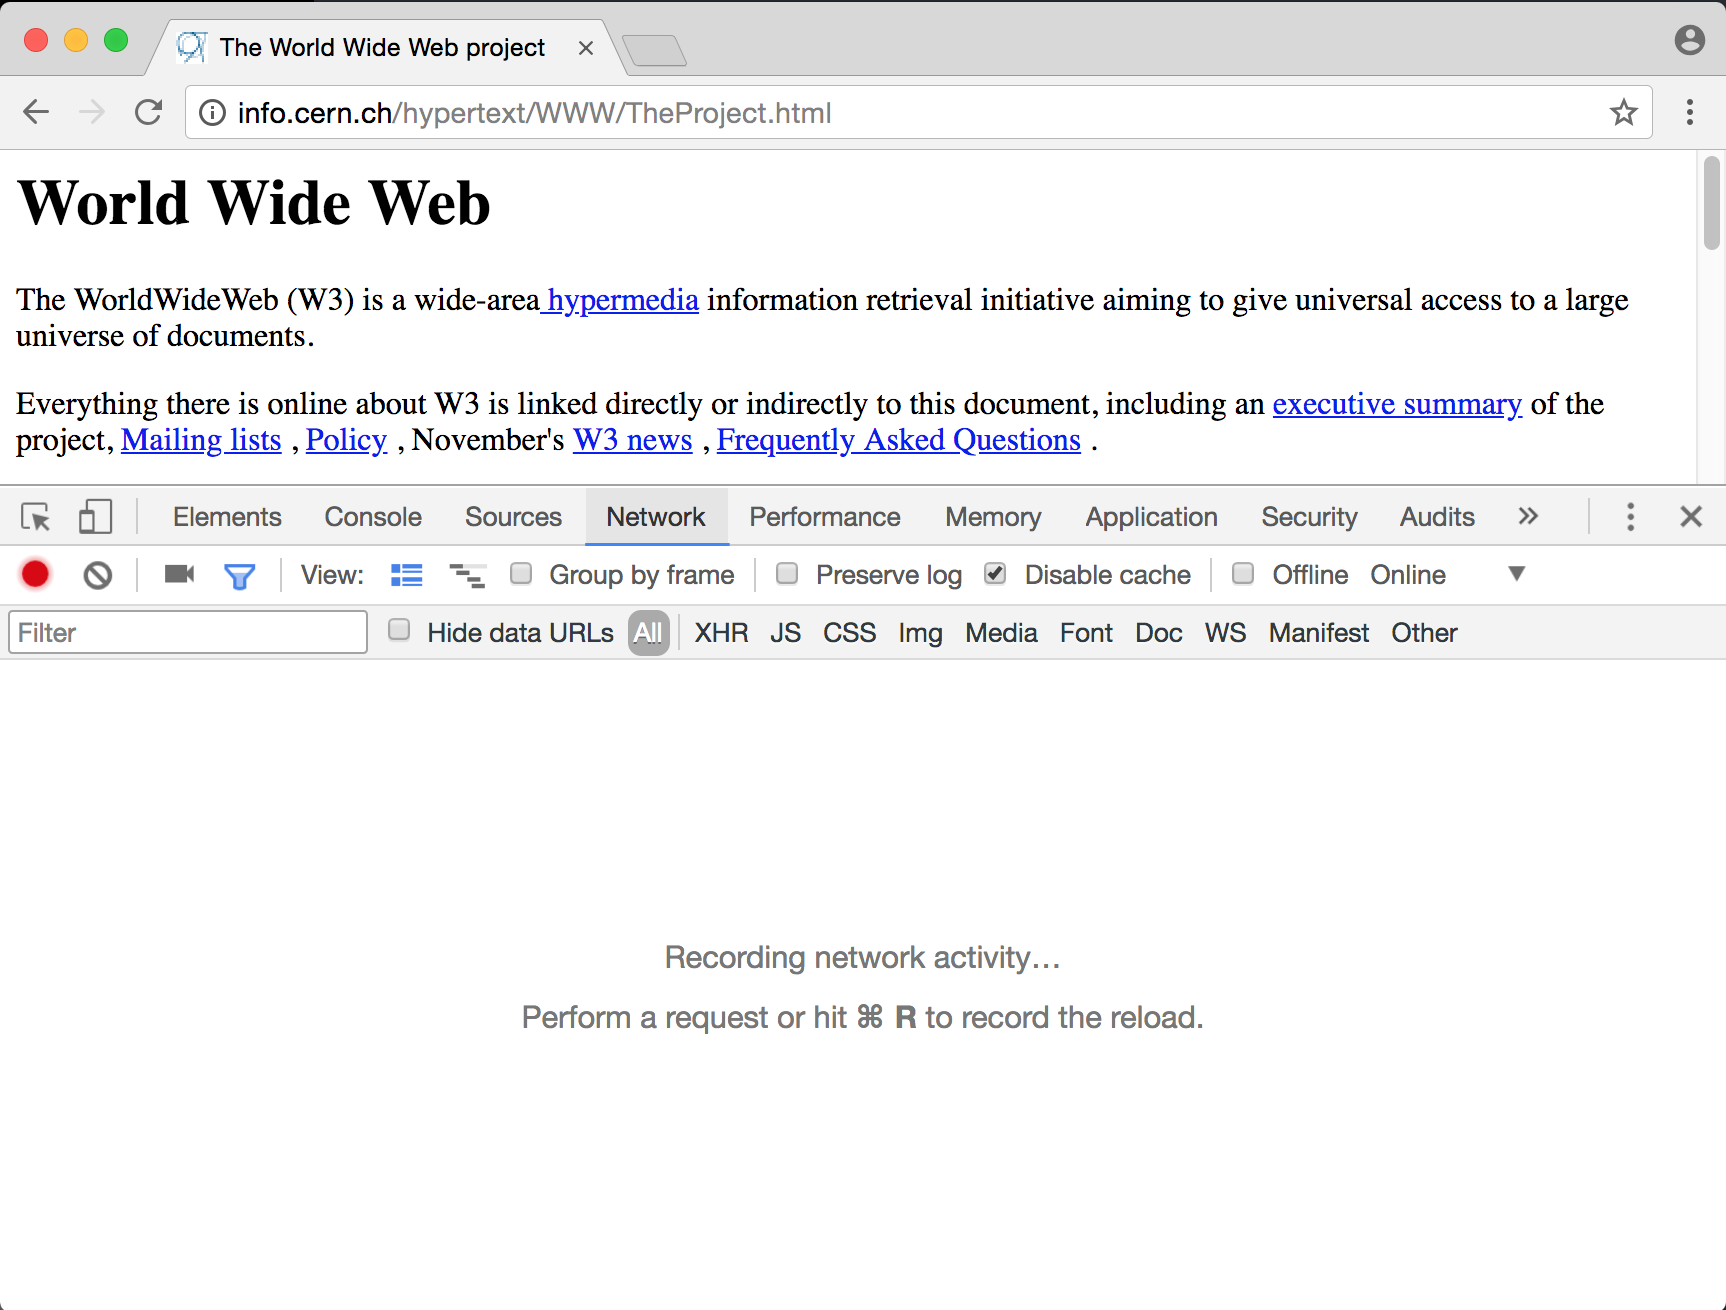 The World Wide Web project
info.cern.ch/hypertext/WWW/TheProject.html
World Wide Web
The WorldWideWeb (W3) is a wide-area hypermedia information retrieval initiative aiming to give universal access to a large
universe of documents.
Everything there is online about W3 is linked directly or indirectly to this document, including an executive summary of the
project, Mailing lists , Policy , November's W3 news , Frequently Asked Questions .
Elements Console Sources Network Performance Memory Application Security Audits »
View: Group by frame Preserve log Disable cache Offline Online
Filter Hide data URLs All XHR JS CSS Img Media Font Doc WS Manifest Other
Recording network activity…
Perform a request or hit ⌘ R to record the reload.